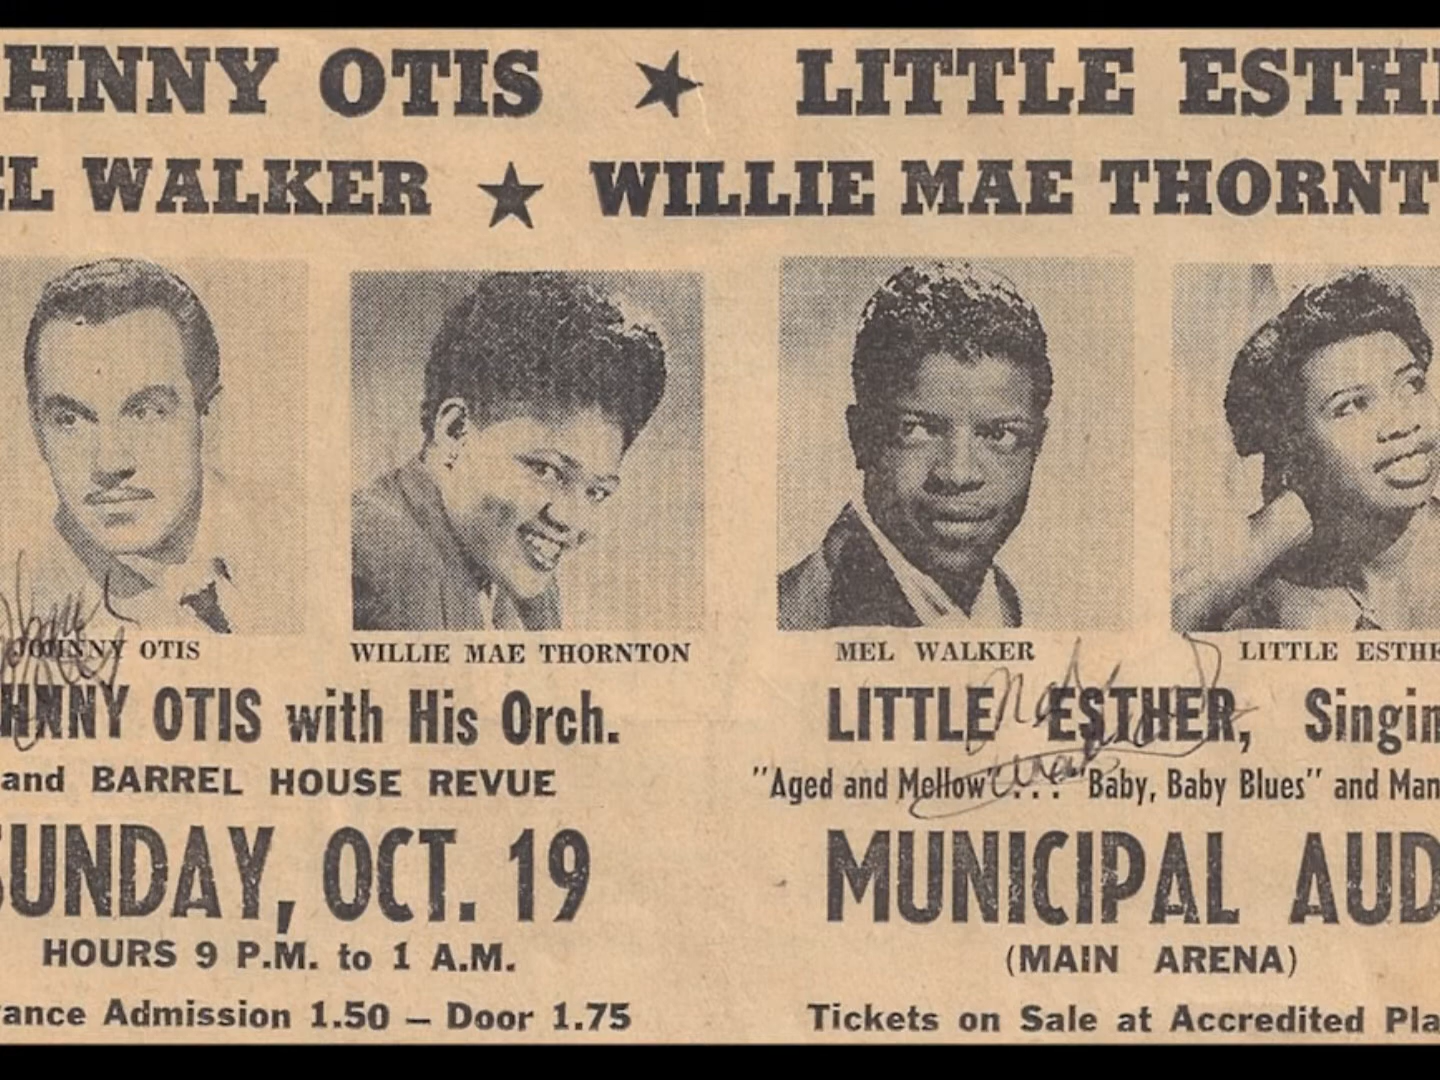 HNNY OTIS ★ LITTLE ESTH
EL WALKER ★ WILLIE MAE THORNT
JOHNNY OTIS
WILLIE MAE THORNTON
MEL WALKER
LITTLE ESTHE
HNNY OTIS with His Orch.
and BARREL HOUSE REVUE
SUNDAY, OCT. 19
HOURS 9 P.M. to 1 A.M.
ance Admission 1.50 — Door 1.75
LITTLE ESTHER, Singin
"Aged and Mellow". . . "Baby, Baby Blues" and Man
MUNICIPAL AUD
(MAIN ARENA)
Tickets on Sale at Accredited Pla